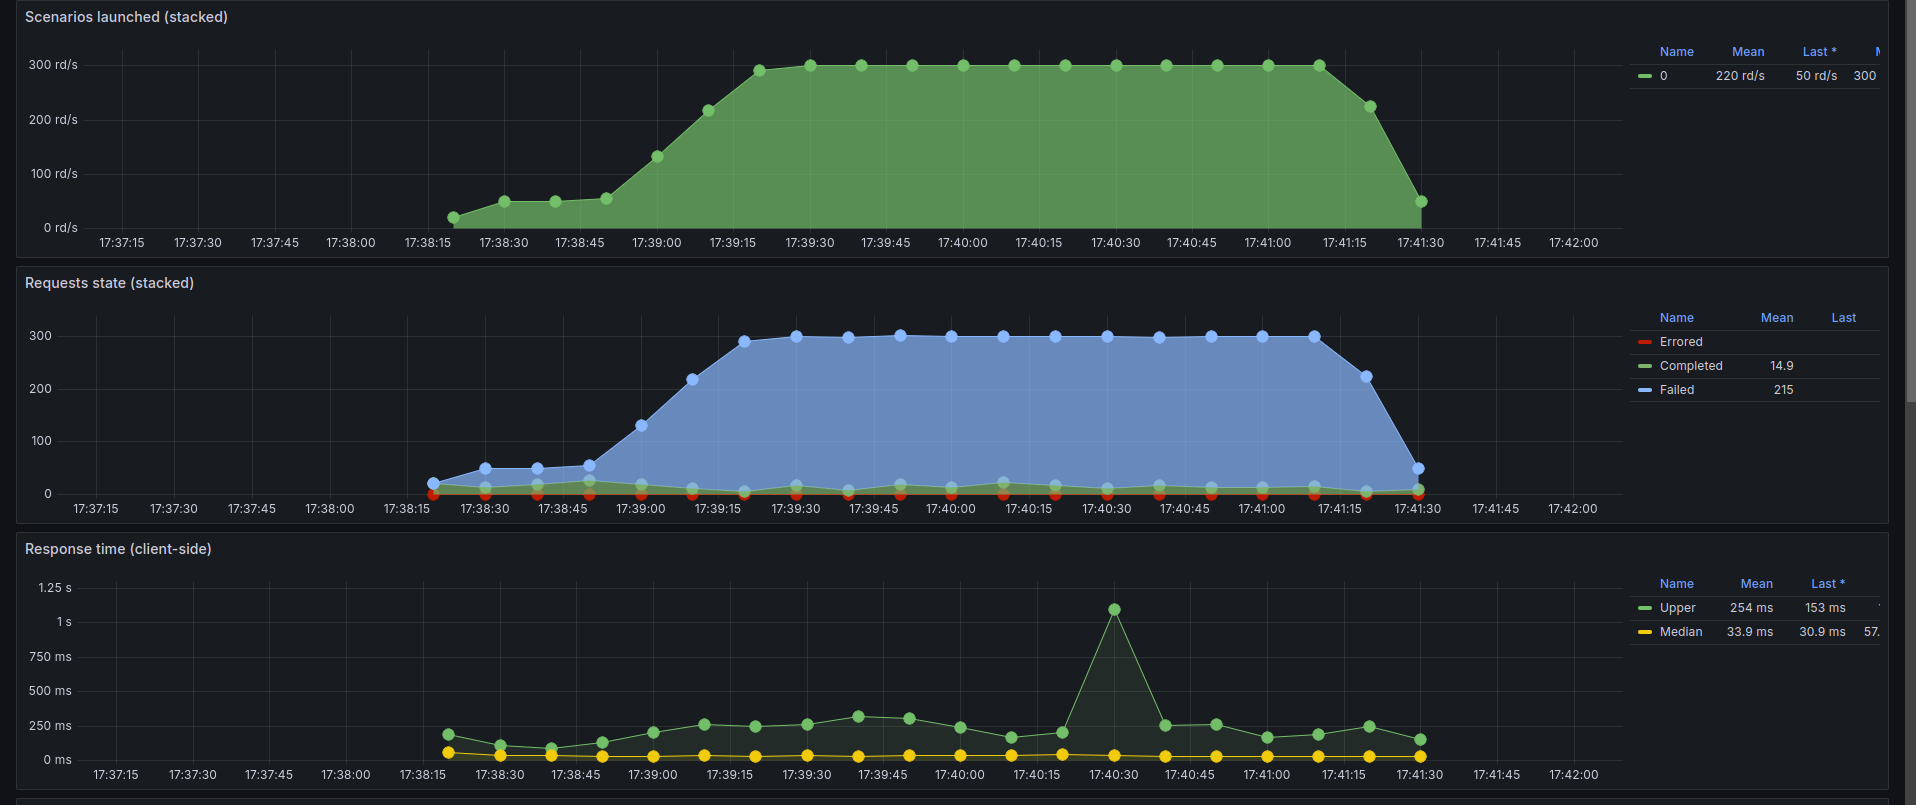 Scenarios launched (stacked)
300 rd/s
200 rd/s
100 rd/s
0 rd/s
17:37:15 17:37:30 17:37:45 17:38:00 17:38:15 17:38:30 17:38:45 17:39:00 17:39:15 17:39:30 17:39:45 17:40:00 17:40:15 17:40:30 17:40:45 17:41:00 17:41:15 17:41:30 17:41:45 17:42:00
Name Mean Last *
0 220 rd/s 50 rd/s 300
Requests state (stacked)
300
200
100
0
17:37:15 17:37:30 17:37:45 17:38:00 17:38:15 17:38:30 17:38:45 17:39:00 17:39:15 17:39:30 17:39:45 17:40:00 17:40:15 17:40:30 17:40:45 17:41:00 17:41:15 17:41:30 17:41:45 17:42:00
Name Mean Last
Errored
Completed 14.9
Failed 215
Response time (client-side)
1.25 s
1 s
750 ms
500 ms
250 ms
0 ms
17:37:15 17:37:30 17:37:45 17:38:00 17:38:15 17:38:30 17:38:45 17:39:00 17:39:15 17:39:30 17:39:45 17:40:00 17:40:15 17:40:30 17:40:45 17:41:00 17:41:15 17:41:30 17:41:45 17:42:00
Name Mean Last *
Upper 254 ms 153 ms
Median 33.9 ms 30.9 ms 57.